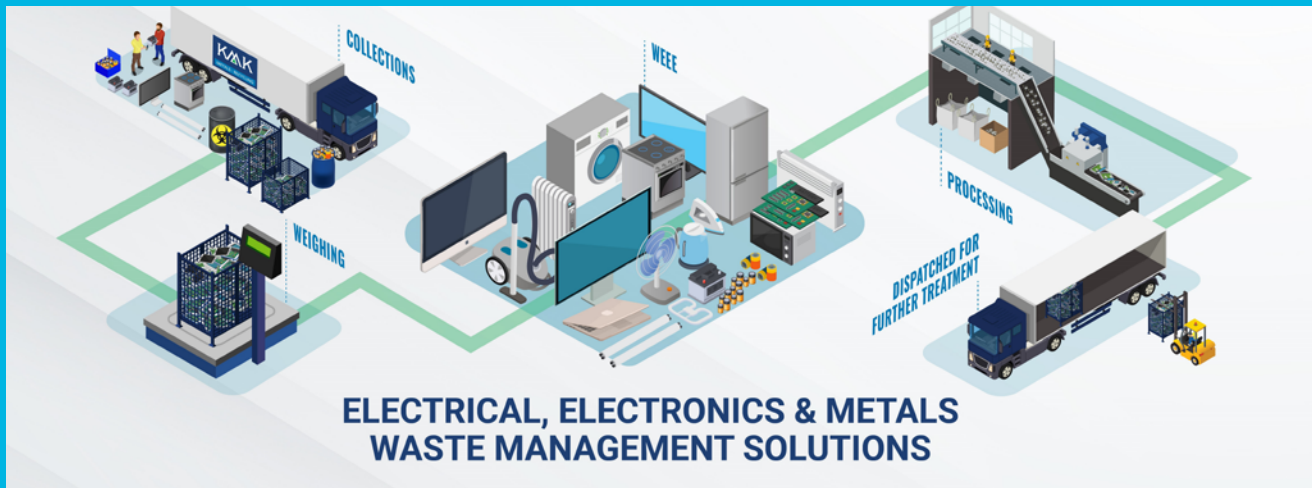 KMK
COLLECTIONS
WEEE
WEIGHING
PROCESSING
DISPATCHED FOR
FURTHER TREATMENT
ELECTRICAL, ELECTRONICS & METALS
WASTE MANAGEMENT SOLUTIONS